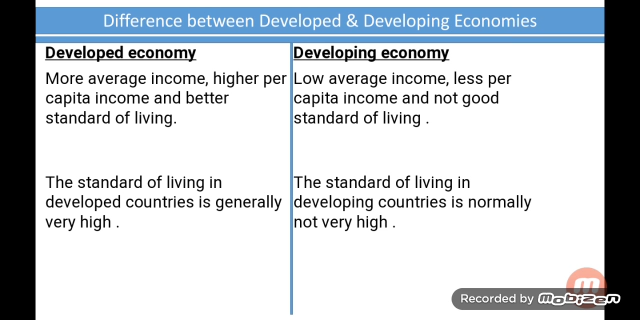 Difference between Developed & Developing Economies
Developed economy
More average income, higher per
capita income and better
standard of living.
The standard of living in
developed countries is generally
very high .
Developing economy
Low average income, less per
capita income and not good
standard of living .
The standard of living in
developing countries is normally
not very high .
Recorded by Mobizen